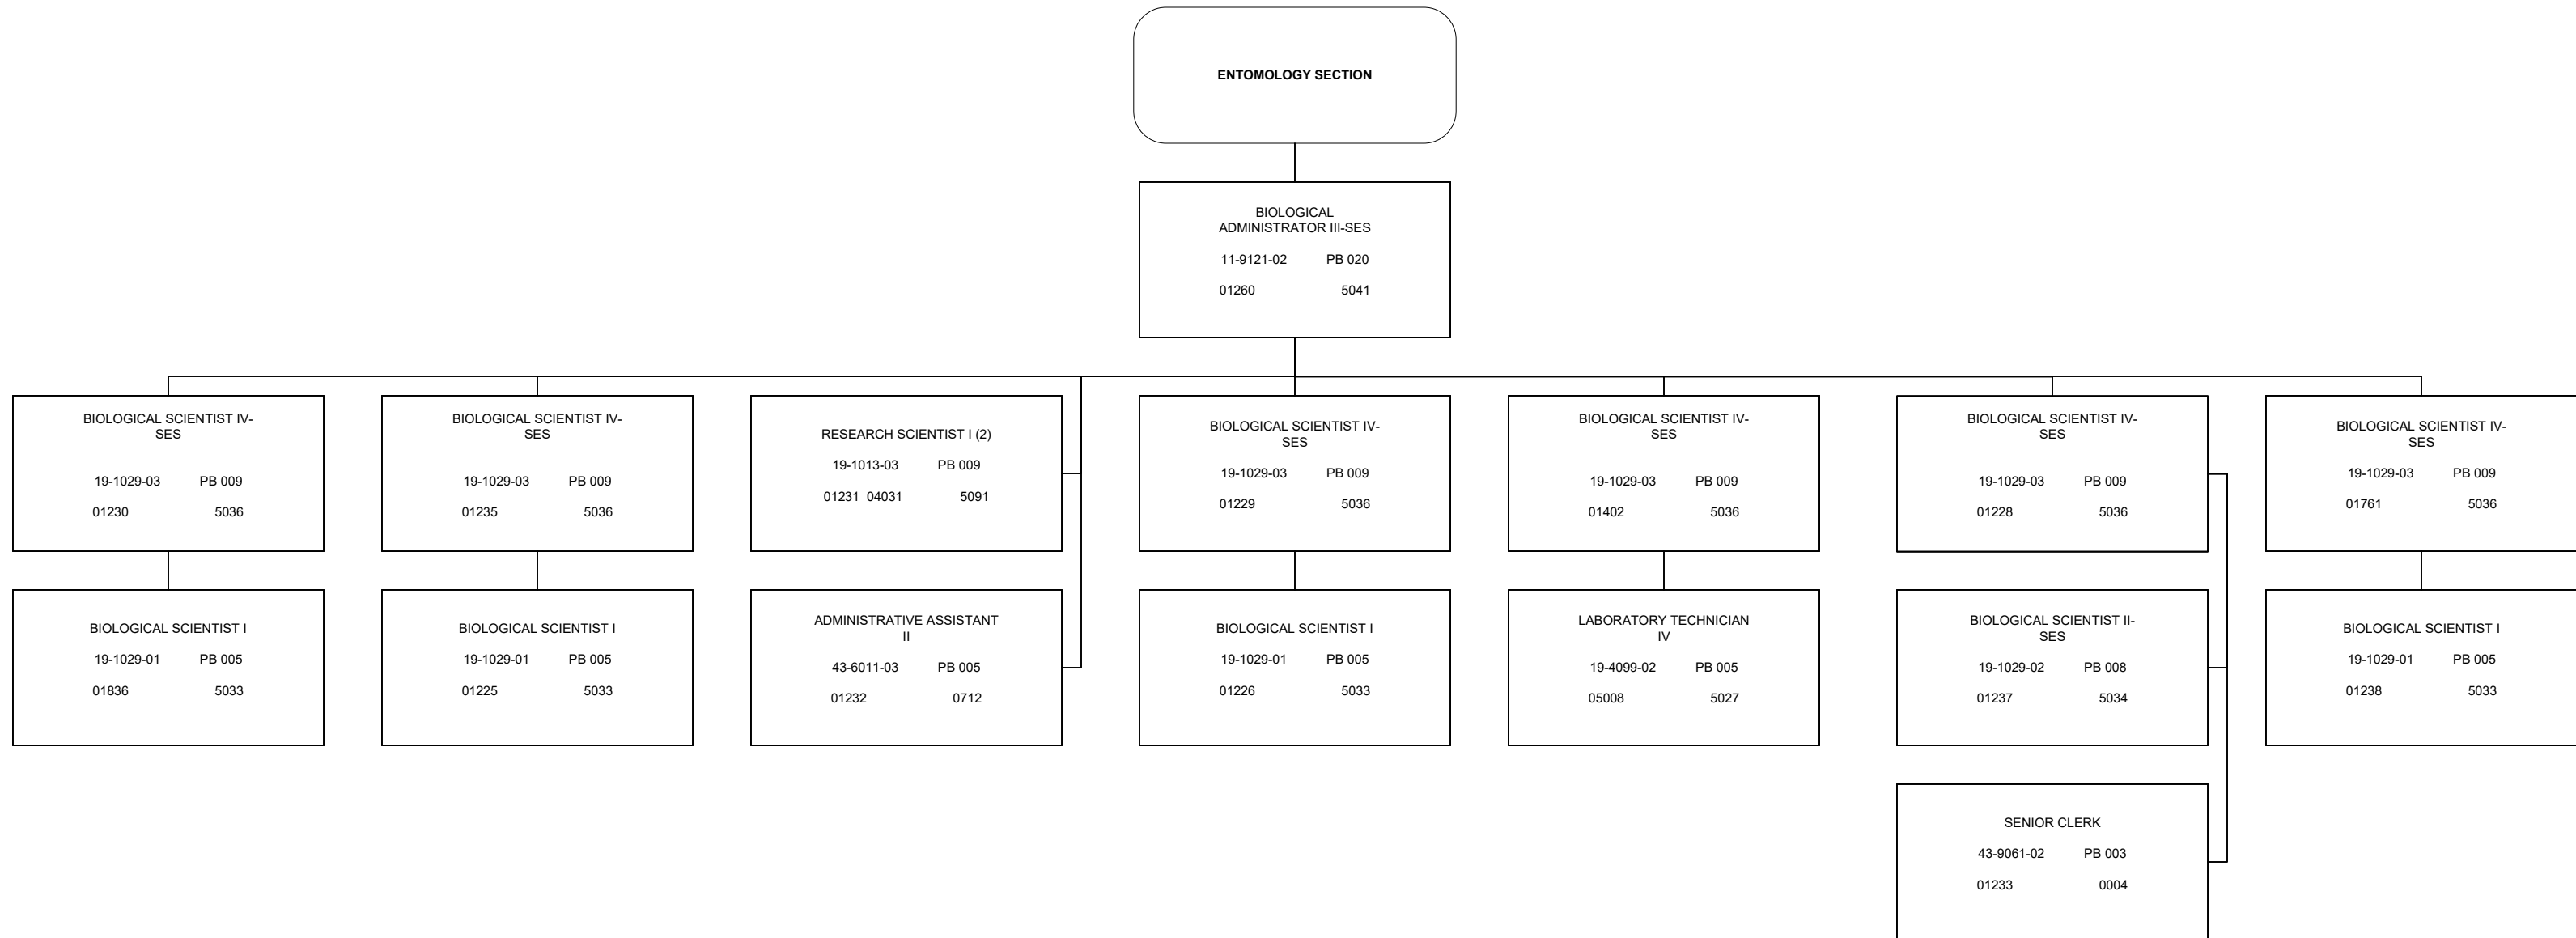 ENTOMOLOGY SECTION
BIOLOGICAL
ADMINISTRATOR III-SES
11-9121-02 PB 020
01260 5041
BIOLOGICAL SCIENTIST IV-
SES
19-1029-03 PB 009
01230 5036
BIOLOGICAL SCIENTIST IV-
SES
19-1029-03 PB 009
01235 5036
RESEARCH SCIENTIST I (2)
19-1013-03 PB 009
01231 04031 5091
BIOLOGICAL SCIENTIST IV-
SES
19-1029-03 PB 009
01229 5036
BIOLOGICAL SCIENTIST IV-
SES
19-1029-03 PB 009
01402 5036
BIOLOGICAL SCIENTIST IV-
SES
19-1029-03 PB 009
01228 5036
BIOLOGICAL SCIENTIST IV-
SES
19-1029-03 PB 009
01761 5036
BIOLOGICAL SCIENTIST I
19-1029-01 PB 005
01836 5033
BIOLOGICAL SCIENTIST I
19-1029-01 PB 005
01225 5033
ADMINISTRATIVE ASSISTANT
II
43-6011-03 PB 005
01232 0712
BIOLOGICAL SCIENTIST I
19-1029-01 PB 005
01226 5033
LABORATORY TECHNICIAN
IV
19-4099-02 PB 005
05008 5027
BIOLOGICAL SCIENTIST II-
SES
19-1029-02 PB 008
01237 5034
BIOLOGICAL SCIENTIST I
19-1029-01 PB 005
01238 5033
SENIOR CLERK
43-9061-02 PB 003
01233 0004